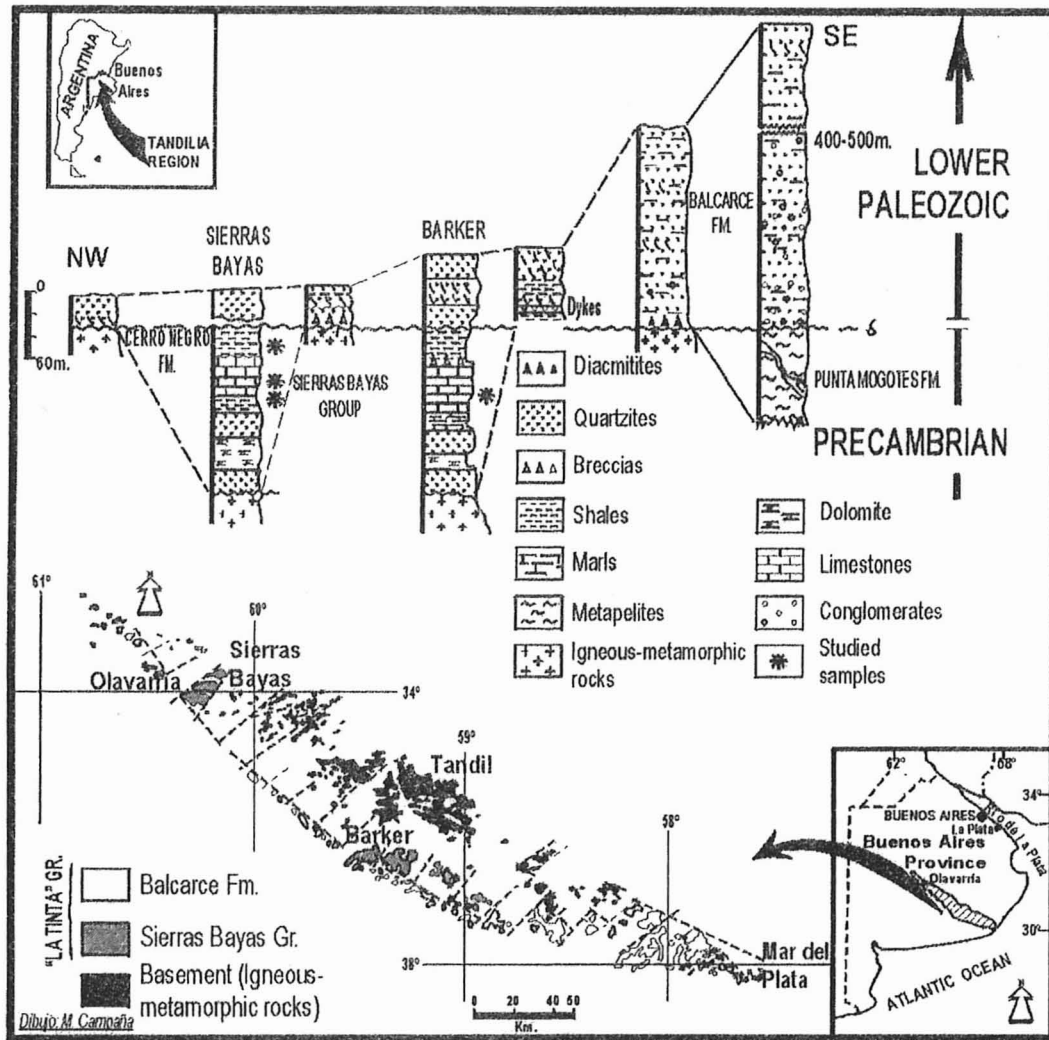 ARGENTINA
Buenos
Aires
TANDILIA
REGION
SE
400-500m.
LOWER
PALEOZOIC
BALCARCE
FM.
SIERRAS
BAYAS
BARKER
NW
0
60m.
CERRO NEGRO
FM.
SIERRAS BAYAS
GROUP
Dykes
PUNTA MOGOTES FM.
PRECAMBRIAN
Diacmitites
Quartzites
Breccias
Shales
Marls
Metapelites
Igneous-metamorphic
rocks
Dolomite
Limestones
Conglomerates
Studied
samples
61°
N
60°
Sierras
Bayas
Olavarria
34°
59°
Tandil
Barker
58°
38°
Mar del
Plata
"LA TINTA" GR.
Balcarce Fm.
Sierras Bayas Gr.
Basement (Igneous-
metamorphic rocks)
Dibujo: M. Campaña
0 20 40 50
Km.
62°
68°
34°
BUENOS AIRES
La Plata
Rio de La Plata
Buenos Aires
Province
Olavarria
30°
ATLANTIC OCEAN